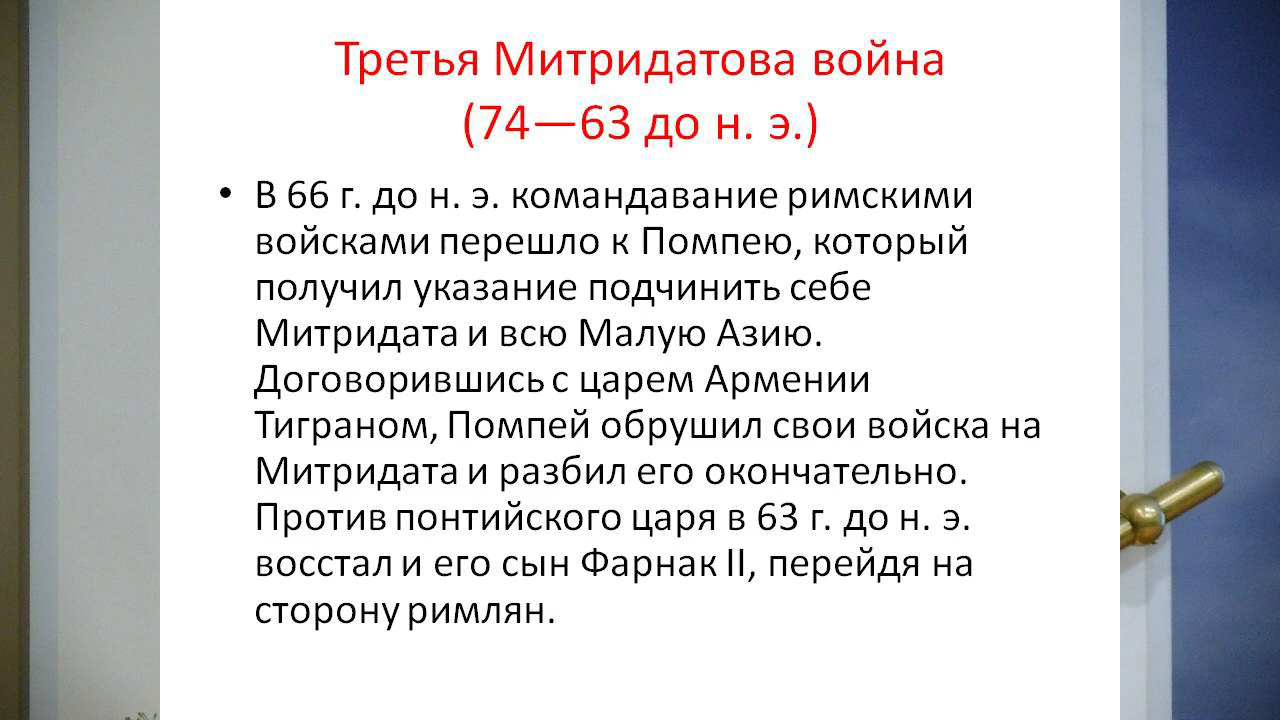 Третья Митридатова война
(74—63 до н. э.)
• В 66 г. до н. э. командавание римскими
войсками перешло к Помпею, который
получил указание подчинить себе
Митридата и всю Малую Азию.
Договорившись с царем Армении
Тиграном, Помпей обрушил свои войска на
Митридата и разбил его окончательно.
Против понтийского царя в 63 г. до н. э.
восстал и его сын Фарнак II, перейдя на
сторону римлян.